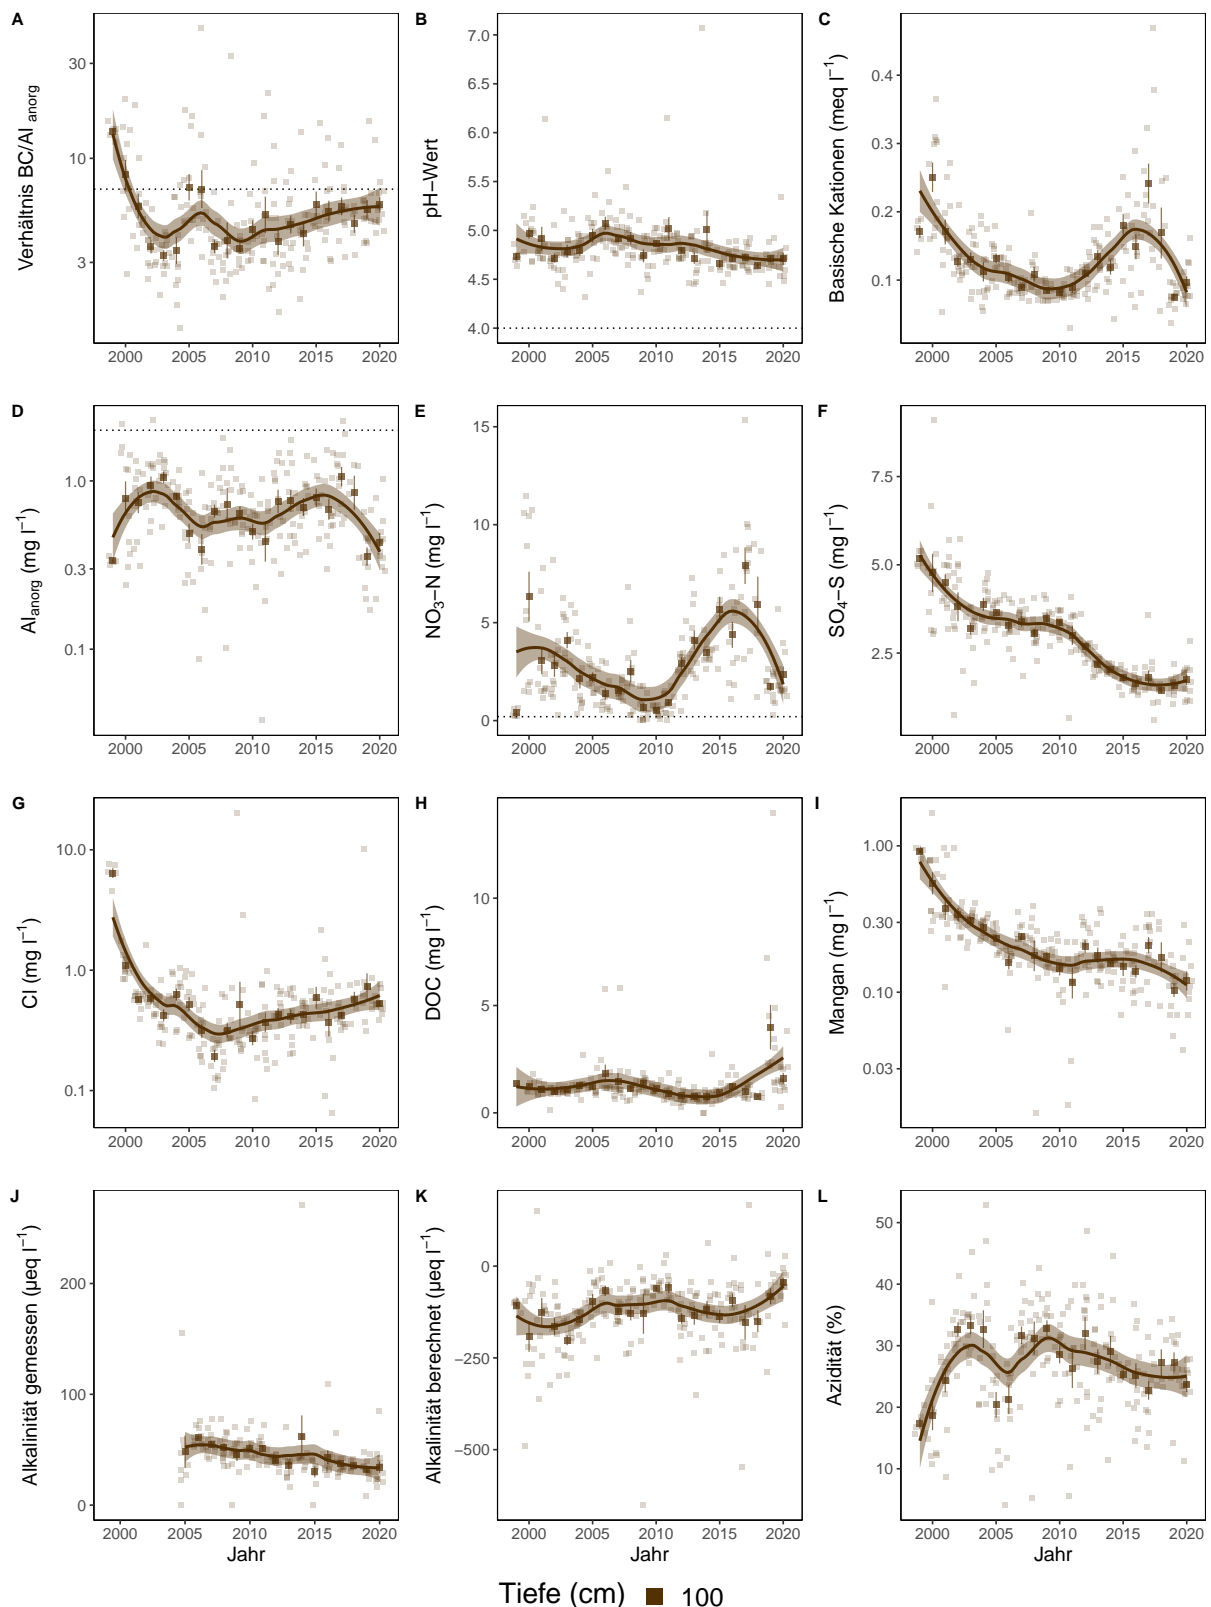 A
B
C
Verhältnis BC/Al anorg
30
10
3
2000 2005 2010 2015 2020
pH−Wert
7.0
6.5
6.0
5.5
5.0
4.5
4.0
2000 2005 2010 2015 2020
Basische Kationen (meq l−1)
0.4
0.3
0.2
0.1
2000 2005 2010 2015 2020
D
E
F
Alanorg (mg l−1)
1.0
0.3
0.1
2000 2005 2010 2015 2020
NO3−N (mg l−1)
15
10
5
0
2000 2005 2010 2015 2020
SO4−S (mg l−1)
7.5
5.0
2.5
2000 2005 2010 2015 2020
G
H
I
Cl (mg l−1)
10.0
1.0
0.1
2000 2005 2010 2015 2020
DOC (mg l−1)
10
5
0
2000 2005 2010 2015 2020
Mangan (mg l−1)
1.00
0.30
0.10
0.03
2000 2005 2010 2015 2020
J
K
L
Alkalinität gemessen (µeq l−1)
200
100
0
2000 2005 2010 2015 2020
Jahr
Alkalinität berechnet (µeq l−1)
0
−250
−500
2000 2005 2010 2015 2020
Jahr
Azidität (%)
50
40
30
20
10
2000 2005 2010 2015 2020
Jahr
Tiefe (cm) 100